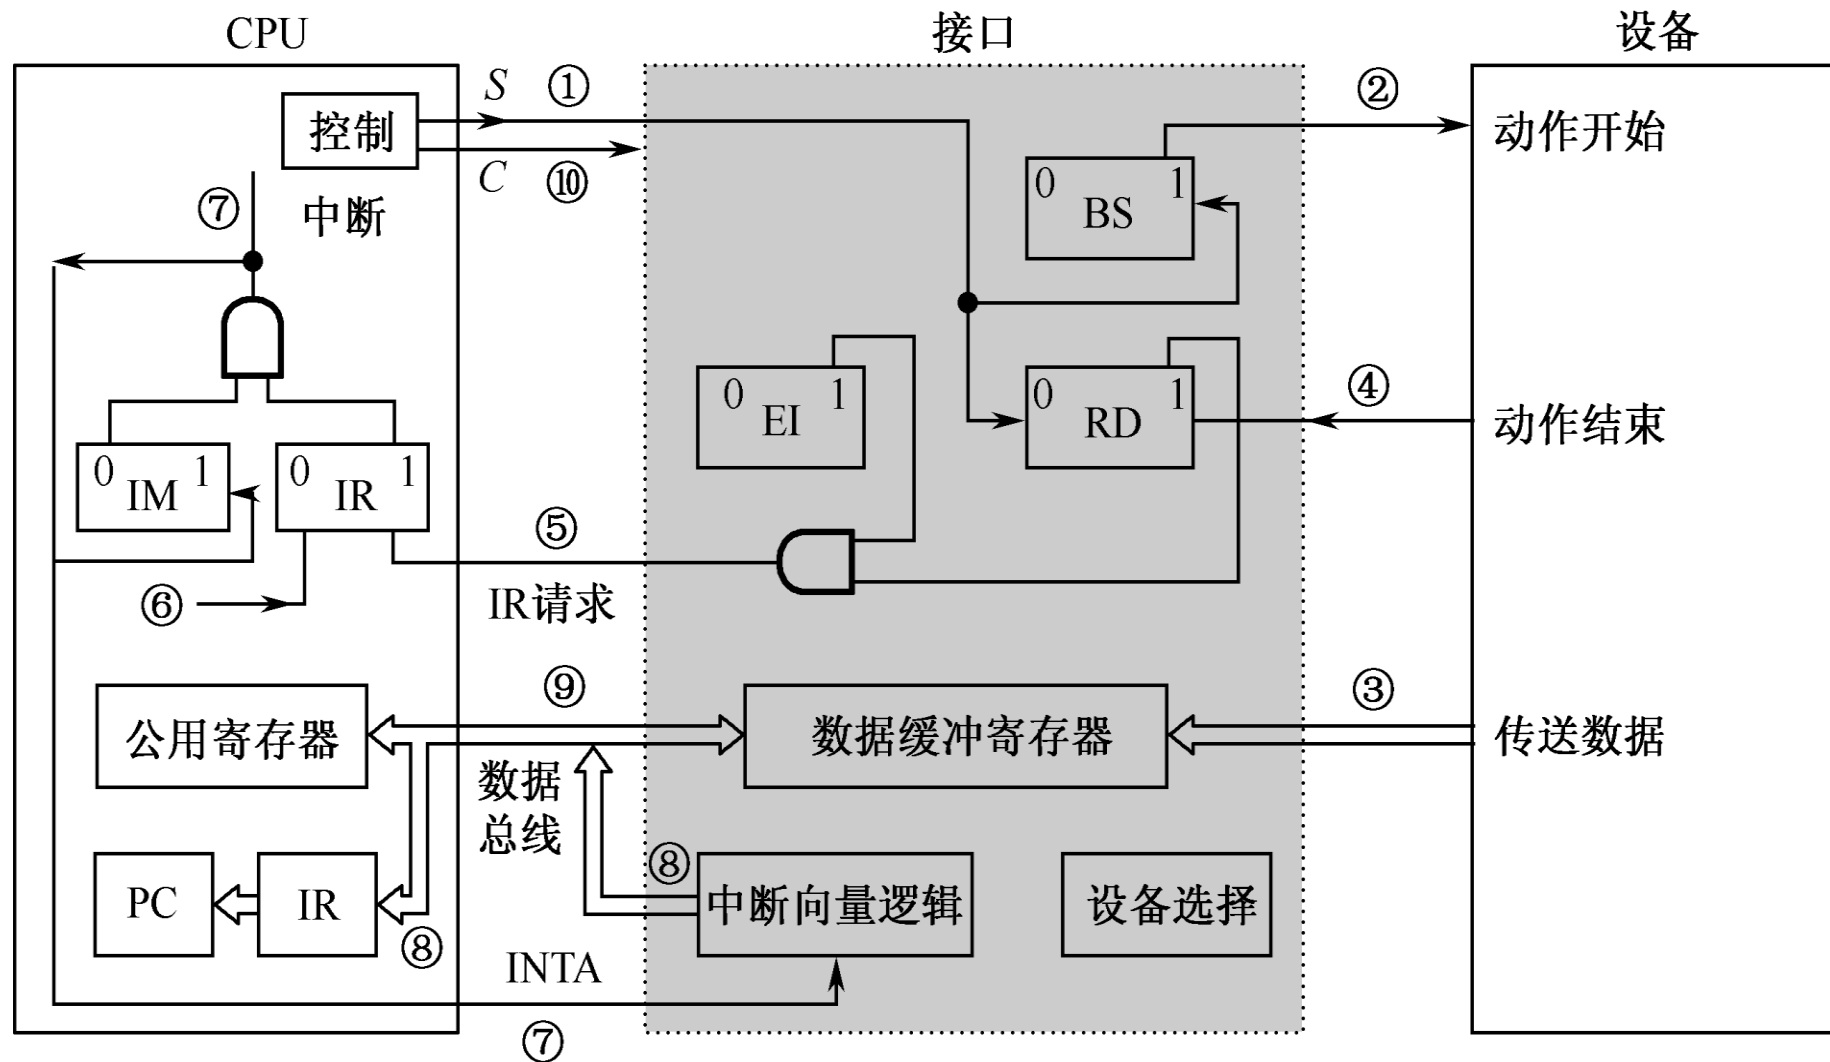 CPU
接口
设备
S
①
②
控制
动作开始
C
⑩
0
1
BS
⑦
中断
0
1
EI
0
1
RD
④
动作结束
0
1
IM
0
1
IR
⑤
⑥
IR请求
⑨
③
公用寄存器
数据缓冲寄存器
传送数据
数据
总线
⑧
PC
IR
⑧
中断向量逻辑
设备选择
INTA
⑦